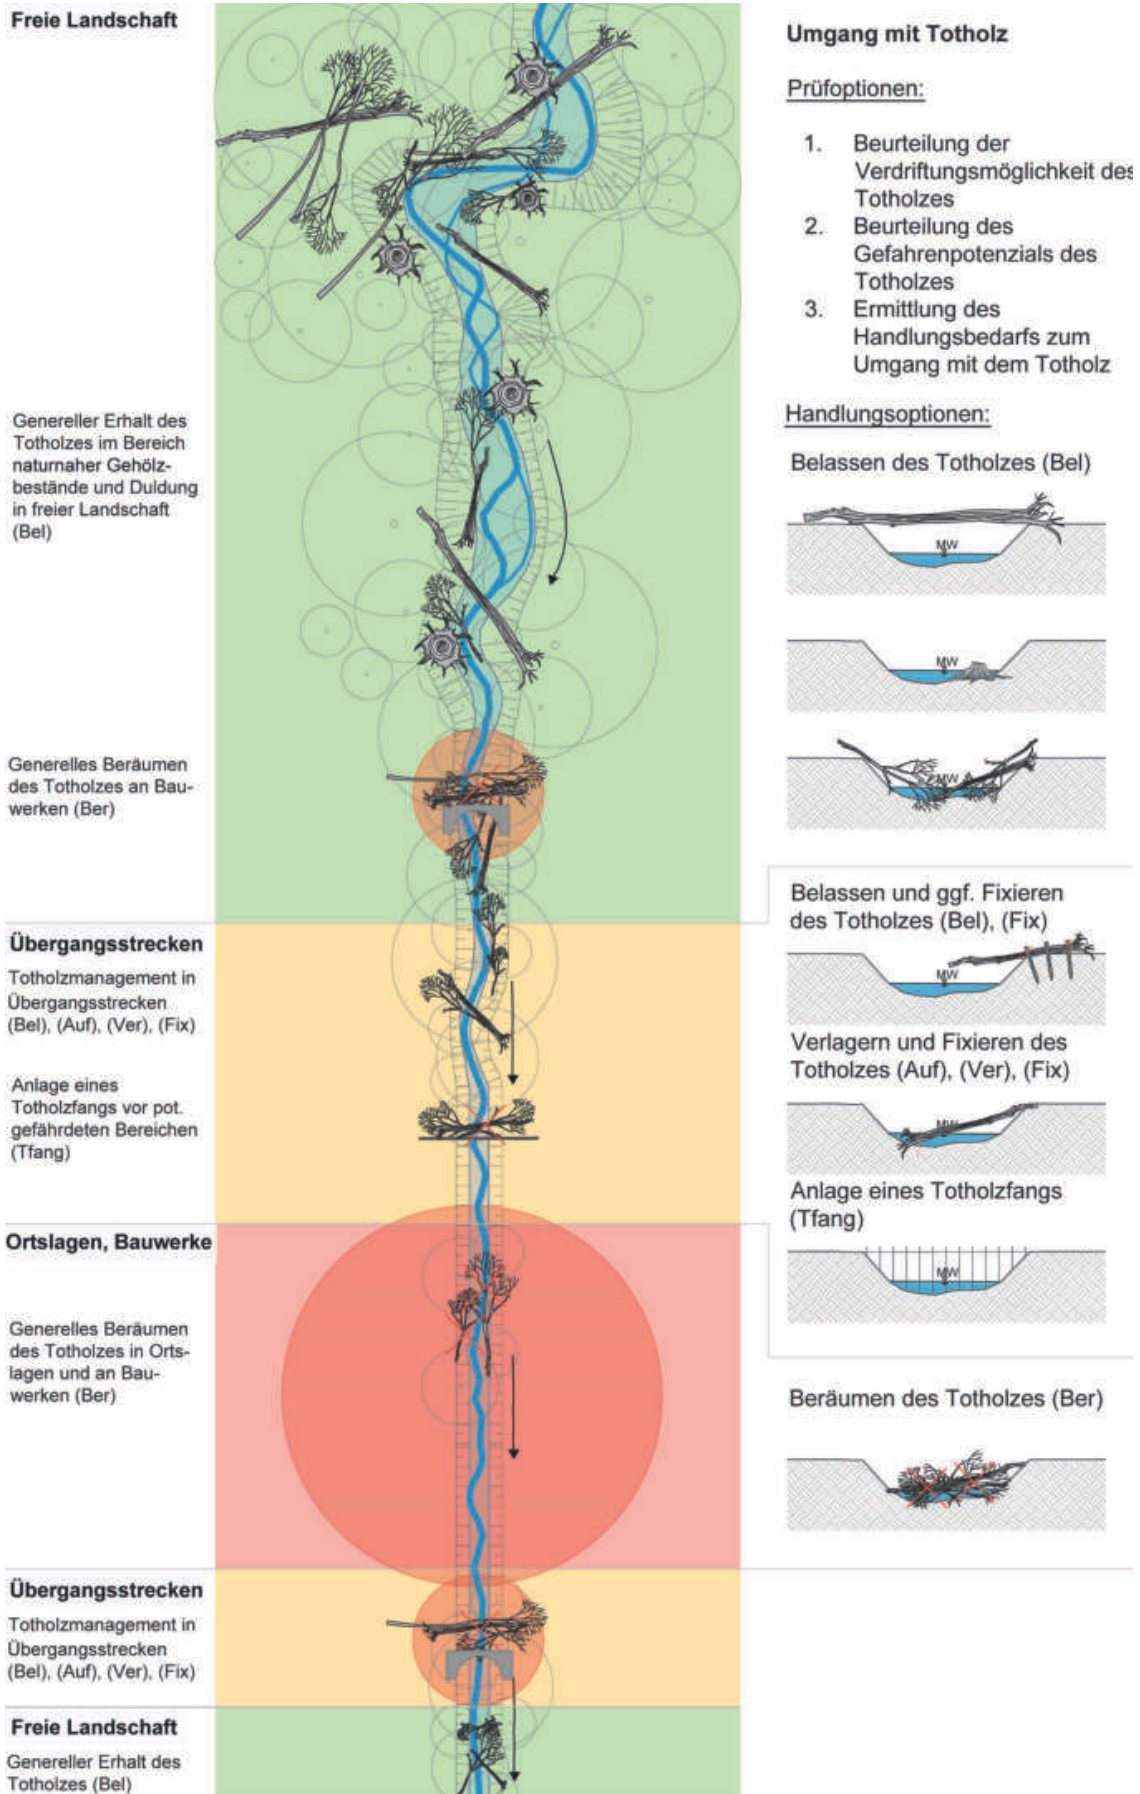 Freie Landschaft
Genereller Erhalt des
Totholzes im Bereich
naturnaher Gehölz-
bestände und Duldung
in freier Landschaft
(Bel)
Generelles Beräumen
des Totholzes an Bau-
werken (Ber)
Übergangsstrecken
Totholzmanagement in
Übergangsstrecken
(Bel), (Auf), (Ver), (Fix)
Anlage eines
Totholzfangs vor pot.
gefährdeten Bereichen
(Tfang)
Ortslagen, Bauwerke
Generelles Beräumen
des Totholzes in Orts-
lagen und an Bau-
werken (Ber)
Übergangsstrecken
Totholzmanagement in
Übergangsstrecken
(Bel), (Auf), (Ver), (Fix)
Freie Landschaft
Genereller Erhalt des
Totholzes (Bel)
Umgang mit Totholz
Prüfoptionen:
1. Beurteilung der
Verdriftungsmöglichkeit des
Totholzes
2. Beurteilung des
Gefahrenpotenzials des
Totholzes
3. Ermittlung des
Handlungsbedarfs zum
Umgang mit dem Totholz
Handlungsoptionen:
Belassen des Totholzes (Bel)
MW
MW
MW
Belassen und ggf. Fixieren
des Totholzes (Bel), (Fix)
MW
Verlagern und Fixieren des
Totholzes (Auf), (Ver), (Fix)
MW
Anlage eines Totholzfangs
(Tfang)
MW
Beräumen des Totholzes (Ber)